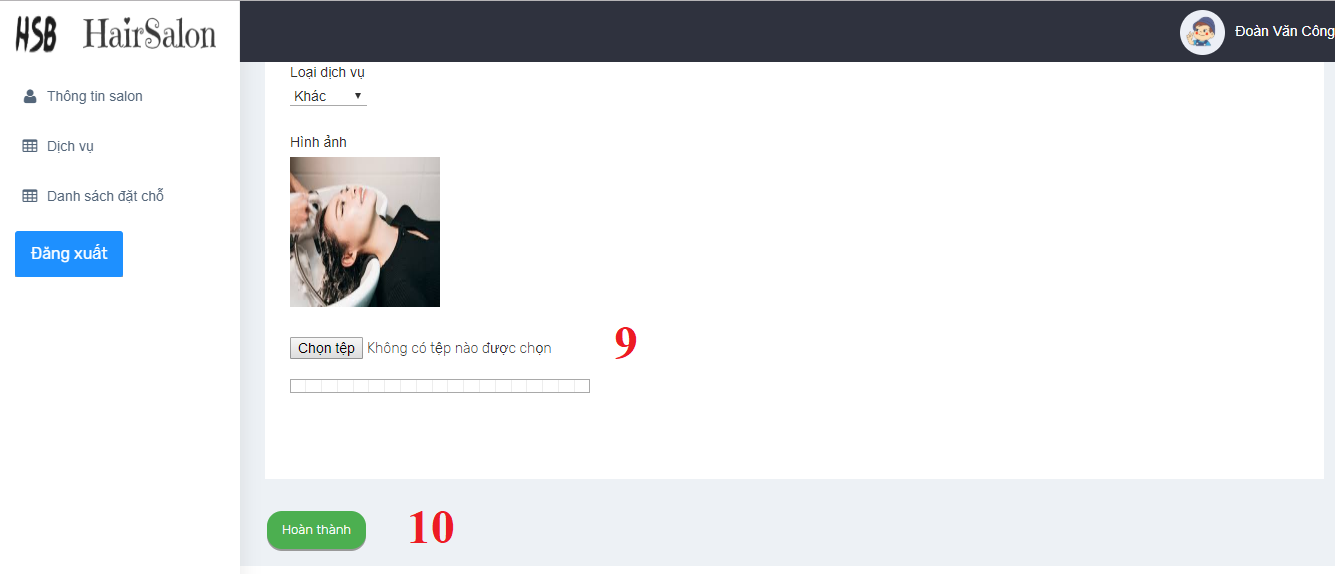 HSB HairSalon
Đoàn Văn Công
Thông tin salon
Dịch vụ
Danh sách đặt chỗ
Đăng xuất
Loại dịch vụ
Khác
Hình ảnh
Chọn tệp Không có tệp nào được chọn
9
Hoàn thành
10